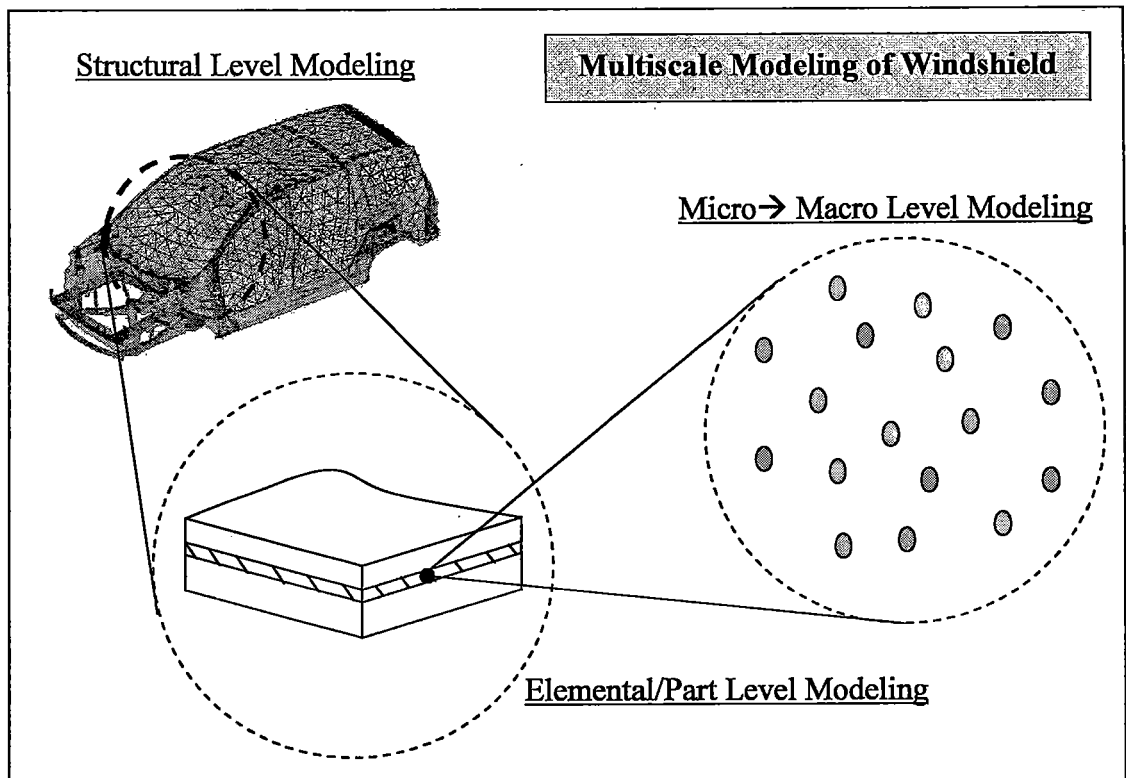 Structural Level Modeling
Multiscale Modeling of Windshield
Micro→ Macro Level Modeling
Elemental/Part Level Modeling